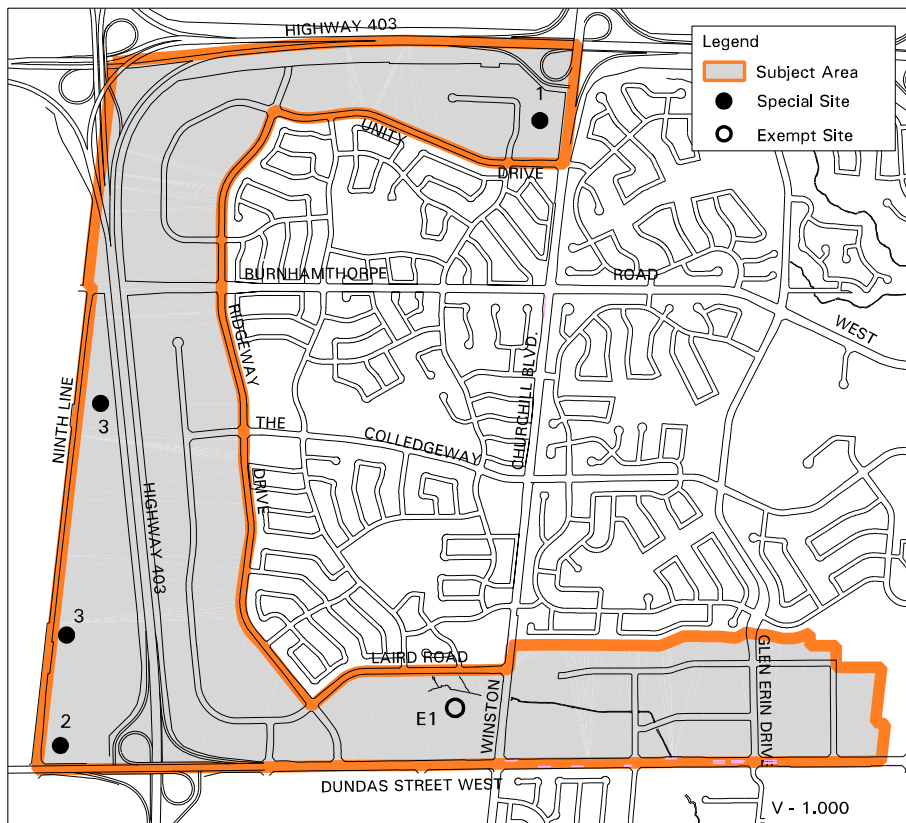 HIGHWAY 403
Legend
Subject Area
Special Site
Exempt Site
1
UNITY
DRIVE
BURNHAMTHORPE
ROAD
WEST
RIDGEWAY
CHURCHILL BLVD.
NINTH LINE
3
THE
COLLEDGEWAY
DRIVE
HIGHWAY 403
3
LAIRD ROAD
GLEN ERIN DRIVE
WINSTON
E1
2
DUNDAS STREET WEST
V - 1.000